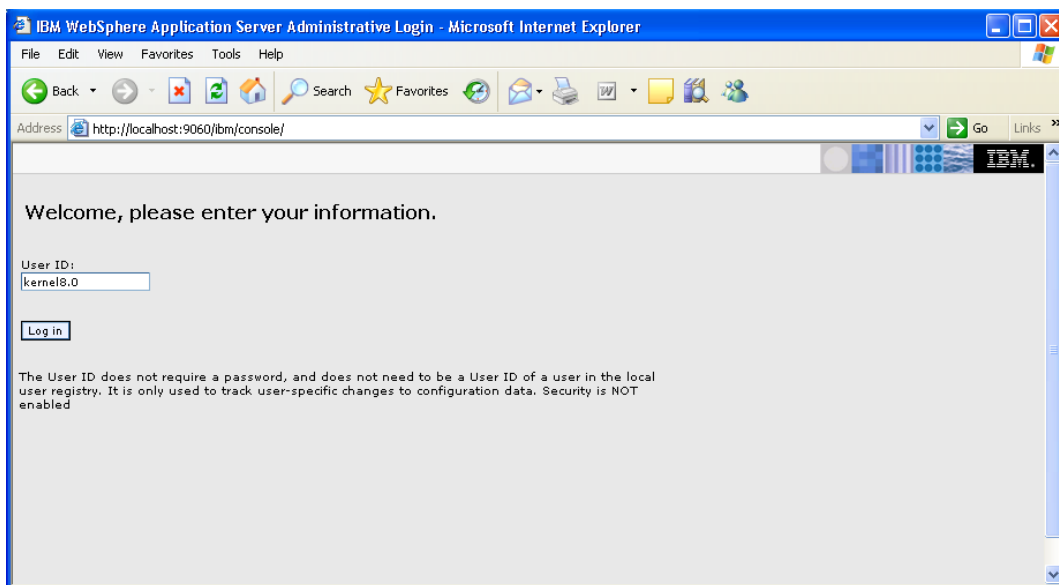 IBM WebSphere Application Server Administrative Login - Microsoft Internet Explorer
File Edit View Favorites Tools Help
Back Search Favorites
Address http://localhost:9060/ibm/console/ Go Links »
IBM.
Welcome, please enter your information.
User ID:
kernel8.0
Log in
The User ID does not require a password, and does not need to be a User ID of a user in the local
user registry. It is only used to track user-specific changes to configuration data. Security is NOT
enabled